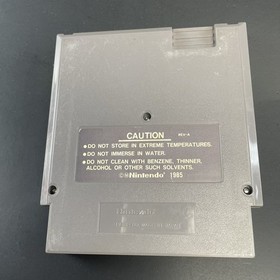 CAUTION
• DO NOT STORE IN EXTREME TEMPERATURES.
• DO NOT IMMERSE IN WATER.
• DO NOT CLEAN WITH BENZENE, THINNER,
ALCOHOL OR OTHER SUCH SOLVENTS.
©®Nintendo® 1985